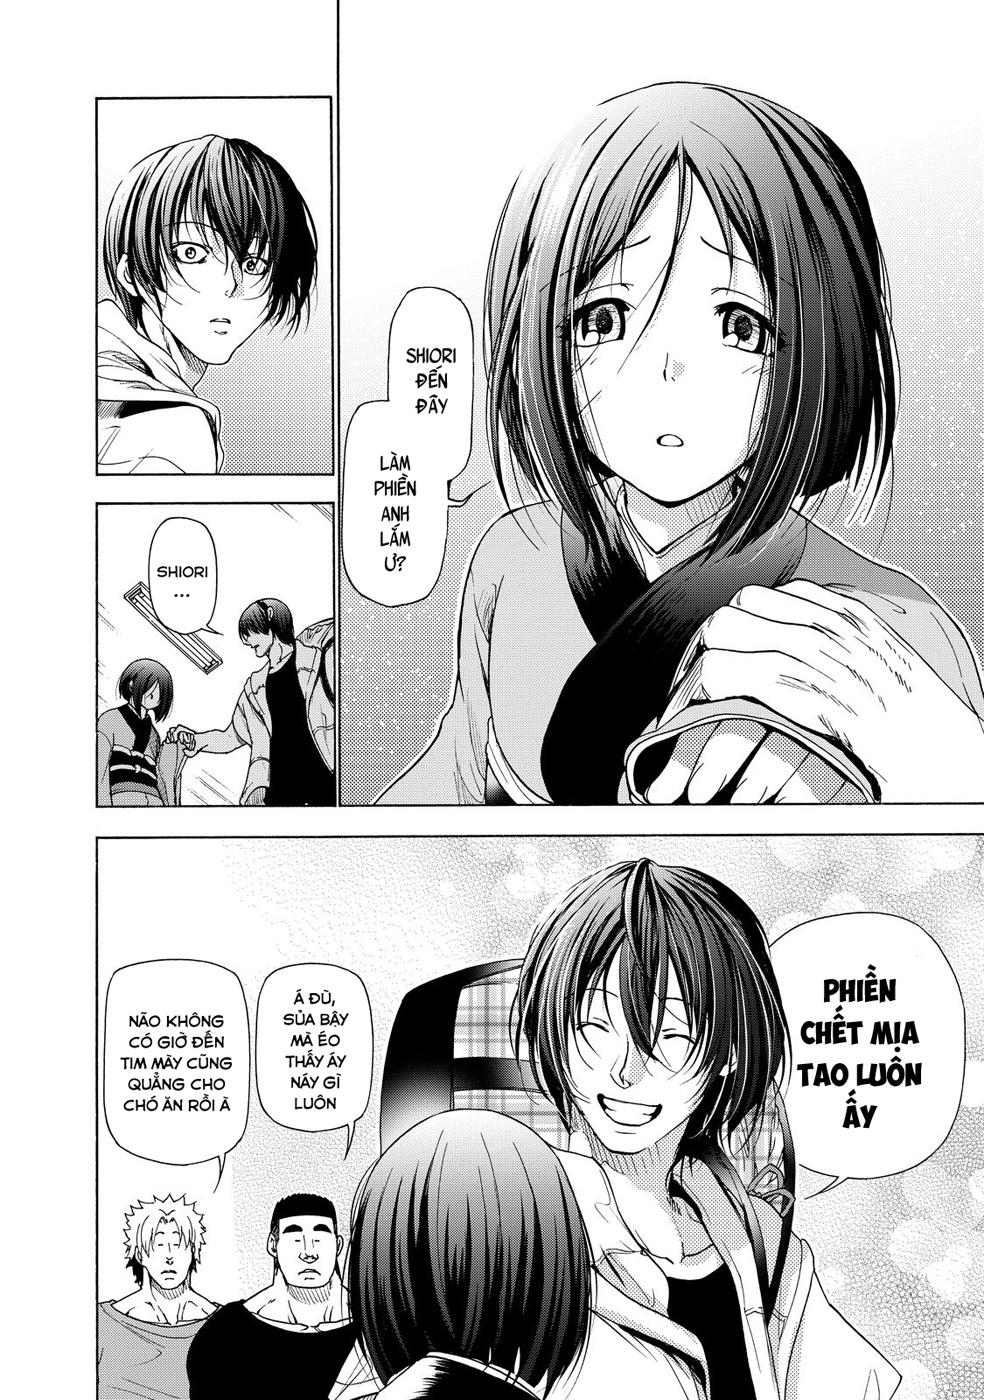 SHIORI
ĐẾN
ĐÂY
LÀM
PHIỀN
ANH
LẮM
Ư?
SHIORI
...
PHIỀN
CHẾT MỊA
TAO LUÔN
ẤY
Á ĐÙ,
SỦA BẬY
MÀ ÉO
THẤY ÁY
NÁY GÌ
LUÔN
NÃO KHÔNG
CÓ GIỜ ĐẾN
TIM MÀY CŨNG
QUẲNG CHO
CHÓ ĂN RỒI À